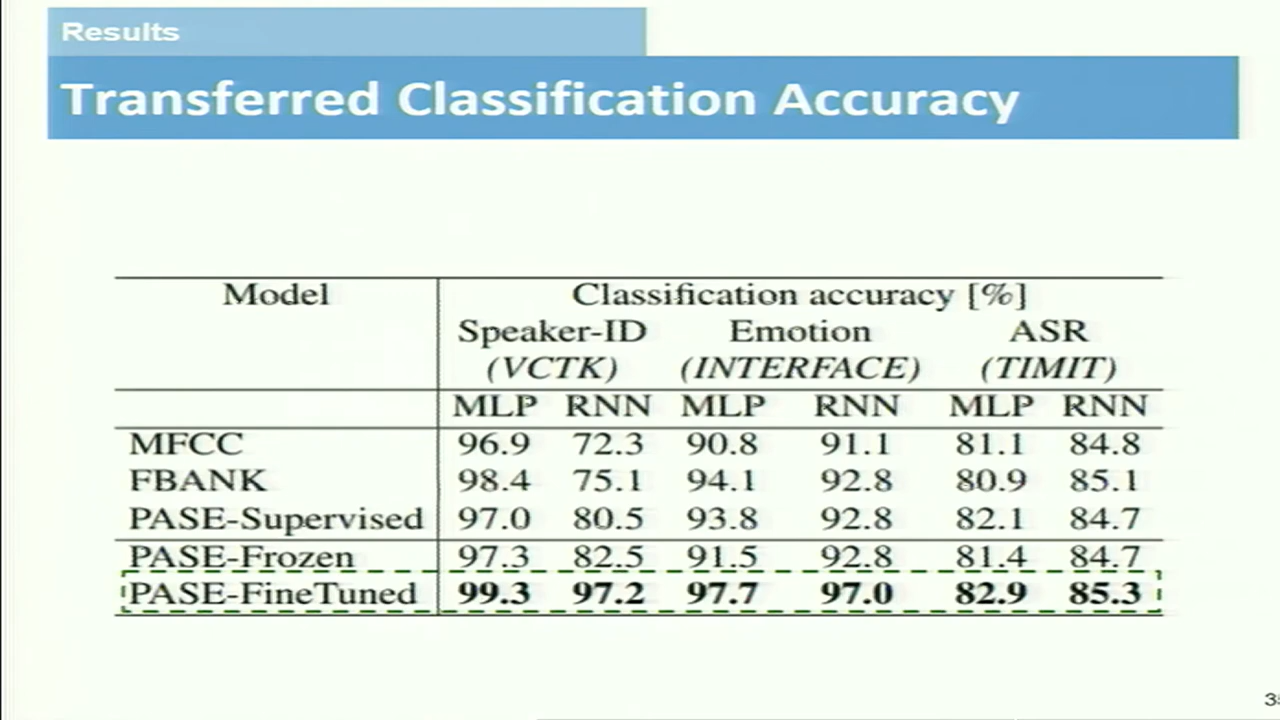 Results
Transferred Classification Accuracy
Model Classification accuracy [%]
Speaker-ID Emotion ASR
(VCTK) (INTERFACE) (TIMIT)
MLP RNN MLP RNN MLP RNN
MFCC 96.9 72.3 90.8 91.1 81.1 84.8
FBANK 98.4 75.1 94.1 92.8 80.9 85.1
PASE-Supervised 97.0 80.5 93.8 92.8 82.1 84.7
PASE-Frozen 97.3 82.5 91.5 92.8 81.4 84.7
PASE-FineTuned 99.3 97.2 97.7 97.0 82.9 85.3